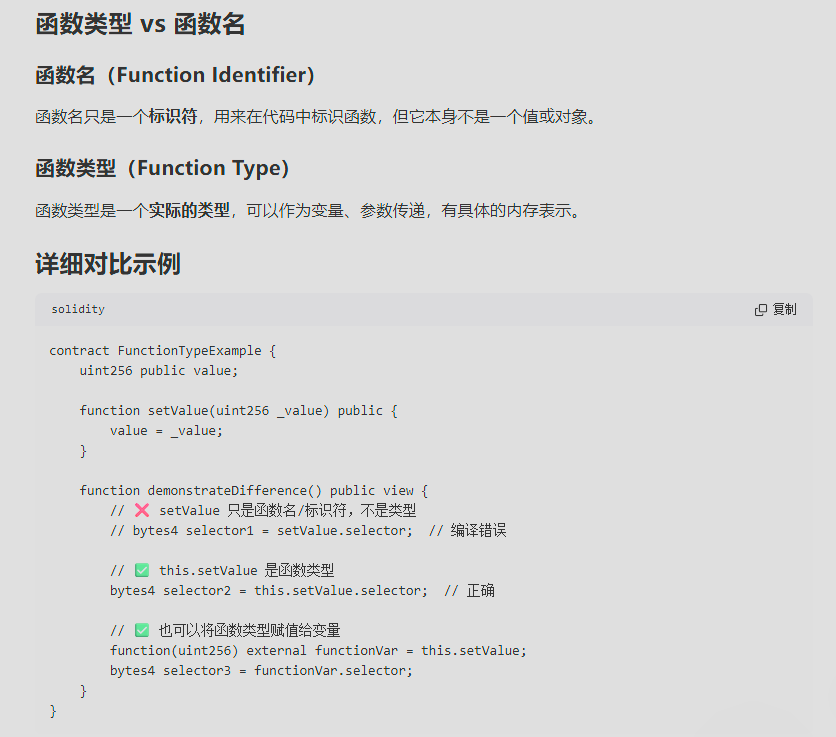 函数类型 vs 函数名
函数名（Function Identifier）
函数名只是一个标识符，用来在代码中标识函数，但它本身不是一个值或对象。
函数类型（Function Type）
函数类型是一个实际的类型，可以作为变量、参数传递，有具体的内存表示。
详细对比示例
solidity 复制
contract FunctionTypeExample {
    uint256 public value;
    function setValue(uint256 _value) public {
        value = _value;
    }
    function demonstrateDifference() public view {
        // ❌ setValue 只是函数名/标识符，不是类型
        // bytes4 selector1 = setValue.selector;  // 编译错误
        // ✅ this.setValue 是函数类型
        bytes4 selector2 = this.setValue.selector;  // 正确
        // ✅ 也可以将函数类型赋值给变量
        function(uint256) external functionVar = this.setValue;
        bytes4 selector3 = functionVar.selector;
    }
}